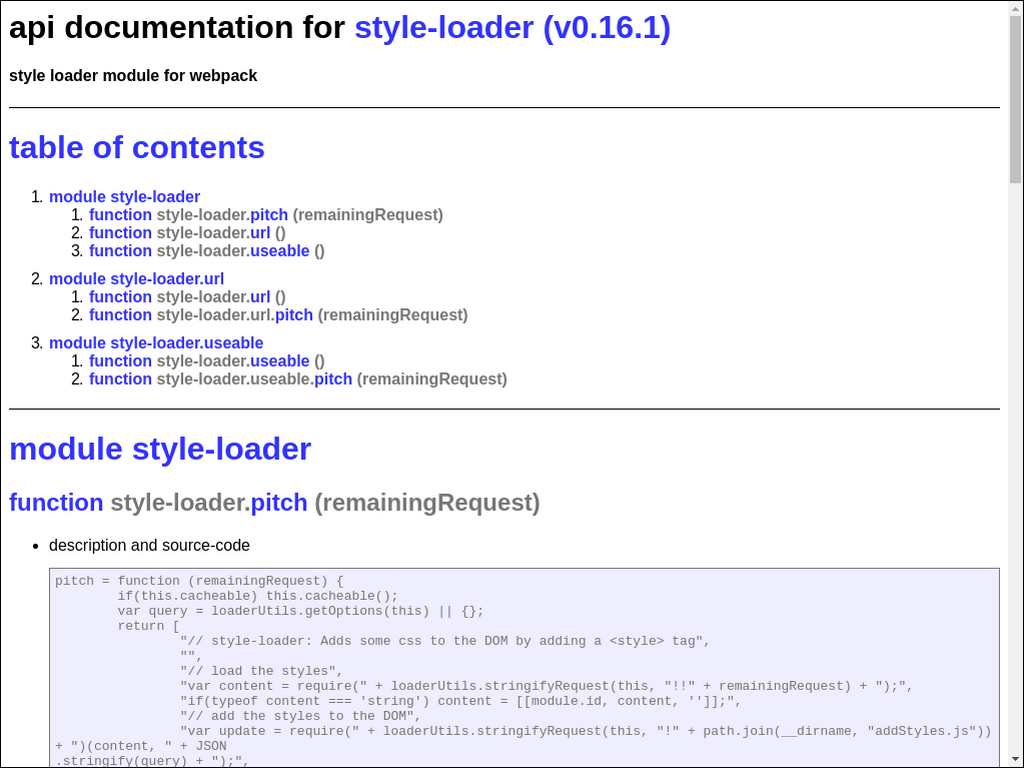 api documentation for style-loader (v0.16.1)
style loader module for webpack
table of contents
1. module style-loader
1. function style-loader.pitch (remainingRequest)
2. function style-loader.url ()
3. function style-loader.useable ()
2. module style-loader.url
1. function style-loader.url ()
2. function style-loader.url.pitch (remainingRequest)
3. module style-loader.useable
1. function style-loader.useable ()
2. function style-loader.useable.pitch (remainingRequest)
module style-loader
function style-loader.pitch (remainingRequest)
• description and source-code
pitch = function (remainingRequest) {
        if(this.cacheable) this.cacheable();
        var query = loaderUtils.getOptions(this) || {};
        return [
                "// style-loader: Adds some css to the DOM by adding a <style> tag",
                "",
                "// load the styles",
                "var content = require(" + loaderUtils.stringifyRequest(this, "!!" + remainingRequest) + ");",
                "if(typeof content === 'string') content = [[module.id, content, '']];",
                "// add the styles to the DOM",
                "var update = require(" + loaderUtils.stringifyRequest(this, "!" + path.join(__dirname, "addStyles.js"))
+ ")(content, " + JSON
.stringify(query) + ");",